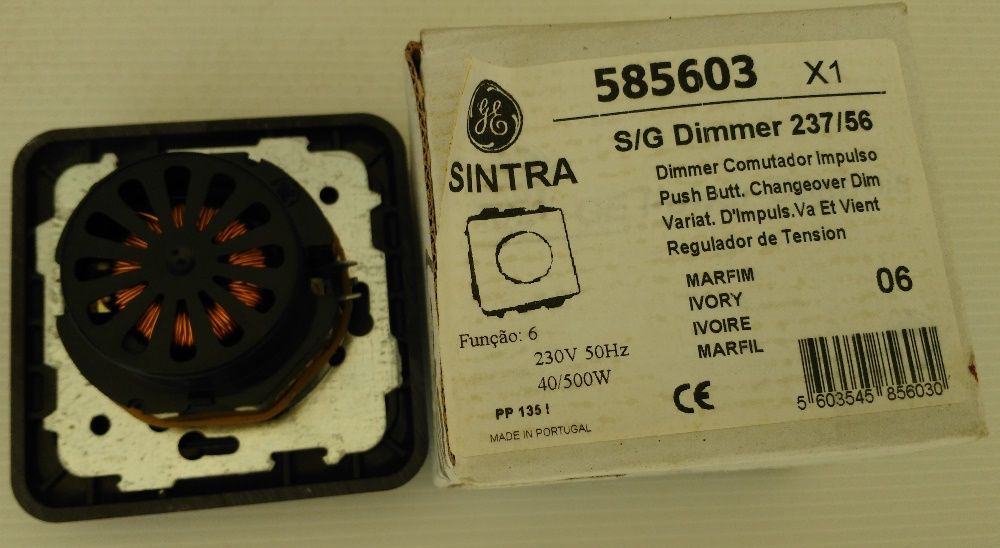 585603 X1
GE
SINTRA
S/G Dimmer 237/56
Dimmer Comutador Impulso
Push Butt. Changeover Dim
Variat. D'Impuls.Va Et Vient
Regulador de Tension
MARFIM
IVORY
IVOIRE
MARFIL
06
Função: 6
230V 50Hz
40/500W
PP 135 !
MADE IN PORTUGAL
CE
5 603545 856030